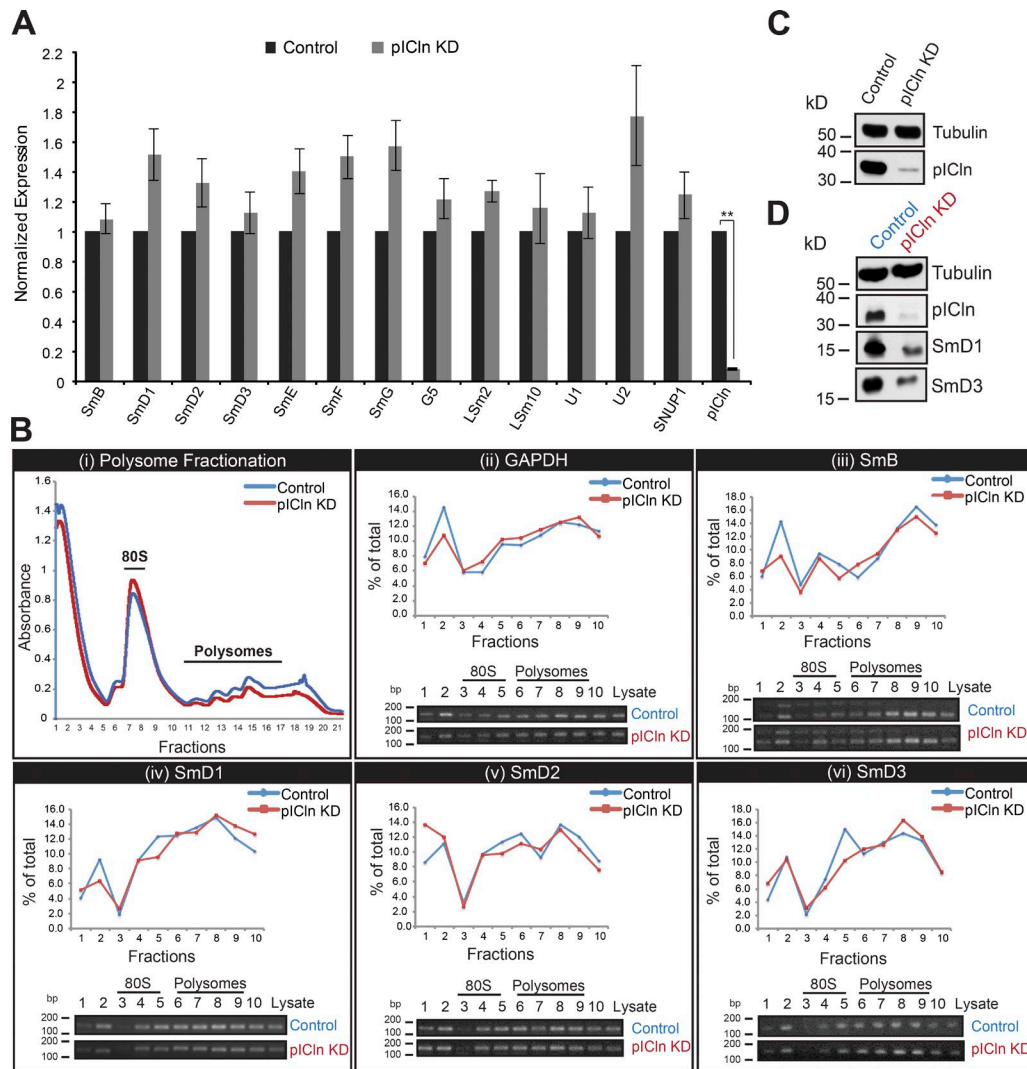 A
Control
pICln KD
Normalized Expression
2.2
2
1.8
1.6
1.4
1.2
1
0.8
0.6
0.4
0.2
0
**
SmB
SmD1
SmD2
SmD3
SmE
SmF
SmG
G5
LSm2
LSm10
U1
U2
SNUP1
pICln
C
kD
Control
pICln KD
50
Tubulin
40
30
pICln
D
kD
Control
pICln KD
50
Tubulin
40
30
pICln
15
SmD1
15
SmD3
B
(i) Polysome Fractionation
Control
pICln KD
Absorbance
1.6
1.4
1.2
1
0.8
0.6
0.4
0.2
0
80S
Polysomes
1 2 3 4 5 6 7 8 9 10 11 12 13 14 15 16 17 18 19 20 21
Fractions
(ii) GAPDH
Control
pICln KD
% of total
16.0
14.0
12.0
10.0
8.0
6.0
4.0
2.0
0.0
1 2 3 4 5 6 7 8 9 10
Fractions
80S Polysomes
bp 1 2 3 4 5 6 7 8 9 10 Lysate
200
100
Control
200
100
pICln KD
(iii) SmB
Control
pICln KD
% of total
18.0
16.0
14.0
12.0
10.0
8.0
6.0
4.0
2.0
0.0
1 2 3 4 5 6 7 8 9 10
Fractions
80S Polysomes
bp 1 2 3 4 5 6 7 8 9 10 Lysate
200
100
Control
200
100
pICln KD
(iv) SmD1
Control
pICln KD
% of total
16.0
14.0
12.0
10.0
8.0
6.0
4.0
2.0
0.0
1 2 3 4 5 6 7 8 9 10
Fractions
80S Polysomes
bp 1 2 3 4 5 6 7 8 9 10 Lysate
200
100
Control
200
100
pICln KD
(v) SmD2
Control
pICln KD
% of total
16.0
14.0
12.0
10.0
8.0
6.0
4.0
2.0
0.0
1 2 3 4 5 6 7 8 9 10
Fractions
80S Polysomes
bp 1 2 3 4 5 6 7 8 9 10 Lysate
200
100
Control
200
100
pICln KD
(vi) SmD3
Control
pICln KD
% of total
18.0
16.0
14.0
12.0
10.0
8.0
6.0
4.0
2.0
0.0
1 2 3 4 5 6 7 8 9 10
Fractions
80S Polysomes
bp 1 2 3 4 5 6 7 8 9 10 Lysate
200
100
Control
200
100
pICln KD